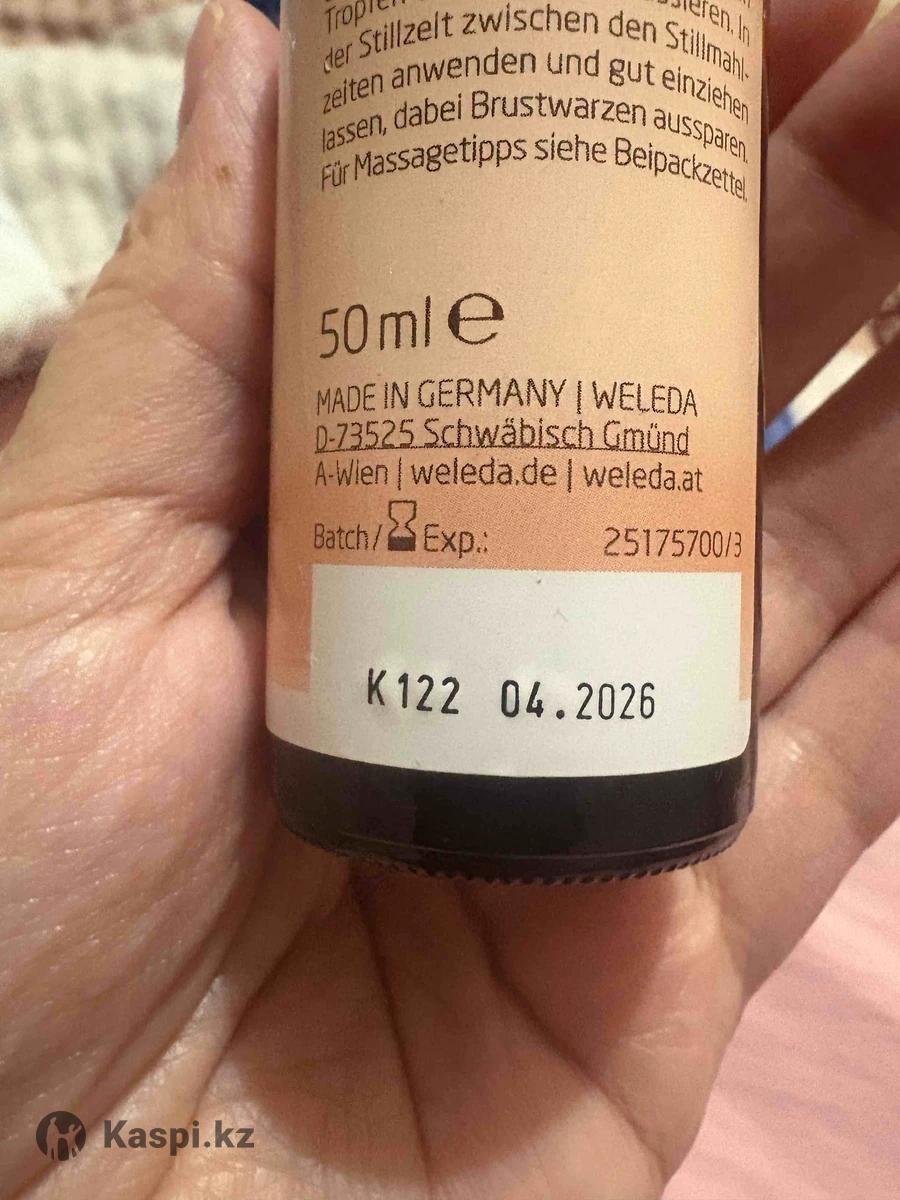 der Stillzeit zwischen den Stillmahl-
zeiten anwenden und gut einziehen
lassen, dabei Brustwarzen aussparen.
Für Massagetipps siehe Beipackzettel.
50 ml e
MADE IN GERMANY | WELEDA
D-73525 Schwäbisch Gmünd
A-Wien | weleda.de | weleda.at
Batch/ Exp.: 25175700/3
K122 04.2026
Kaspi.kz